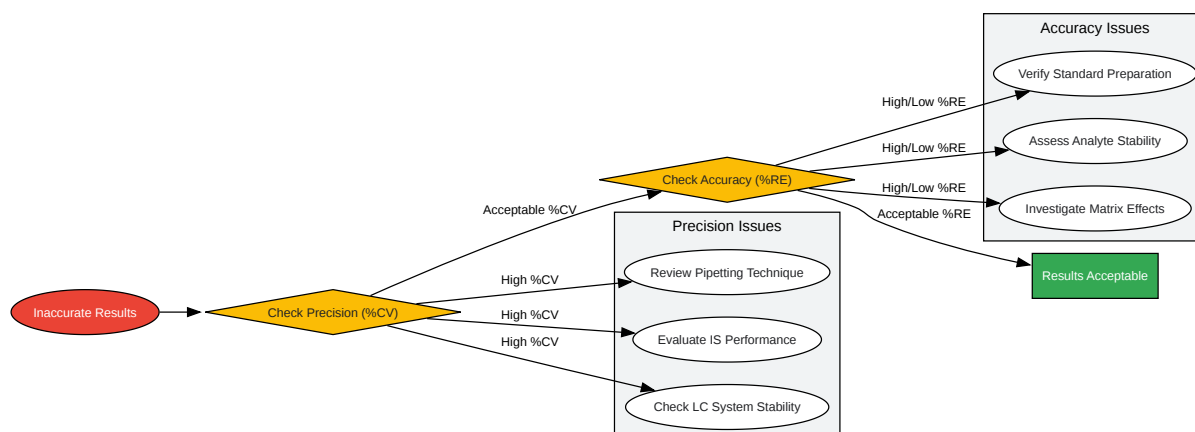 Accuracy Issues
Verify Standard Preparation
High/Low %RE
Assess Analyte Stability
High/Low %RE
Check Accuracy (%RE)
High/Low %RE
Investigate Matrix Effects
Acceptable %CV
Acceptable %RE
Precision Issues
Review Pipetting Technique
Results Acceptable
High %CV
Inaccurate Results
Check Precision (%CV)
High %CV
Evaluate IS Performance
High %CV
Check LC System Stability